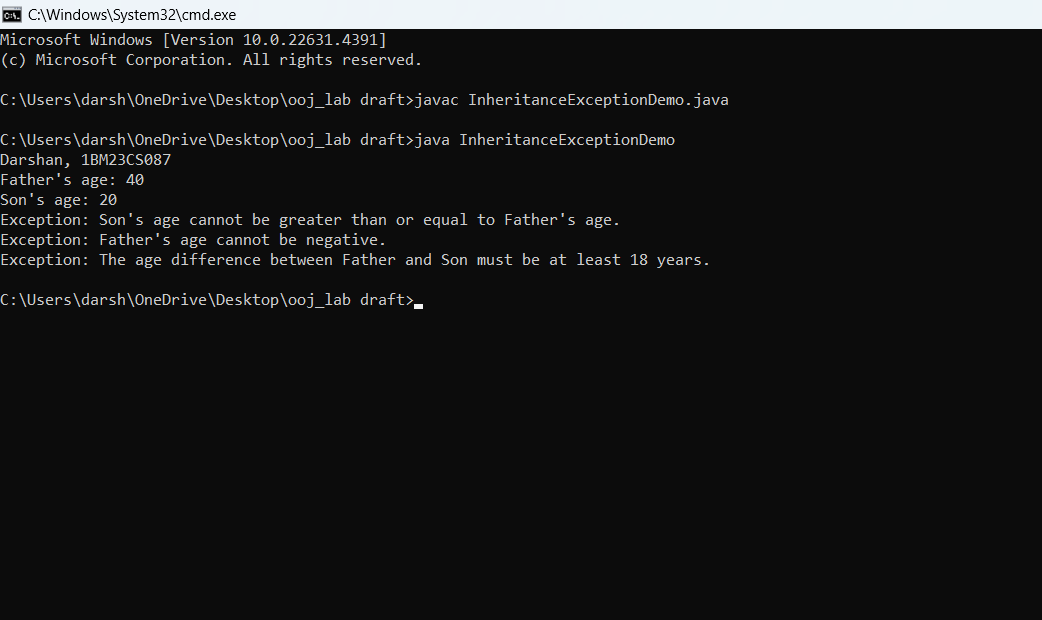 C:\Windows\System32\cmd.exe
Microsoft Windows [Version 10.0.22631.4391]
(c) Microsoft Corporation. All rights reserved.
C:\Users\darsh\OneDrive\Desktop\ooj_lab draft>javac InheritanceExceptionDemo.java
C:\Users\darsh\OneDrive\Desktop\ooj_lab draft>java InheritanceExceptionDemo
Darshan, 1BM23CS087
Father's age: 40
Son's age: 20
Exception: Son's age cannot be greater than or equal to Father's age.
Exception: Father's age cannot be negative.
Exception: The age difference between Father and Son must be at least 18 years.
C:\Users\darsh\OneDrive\Desktop\ooj_lab draft>